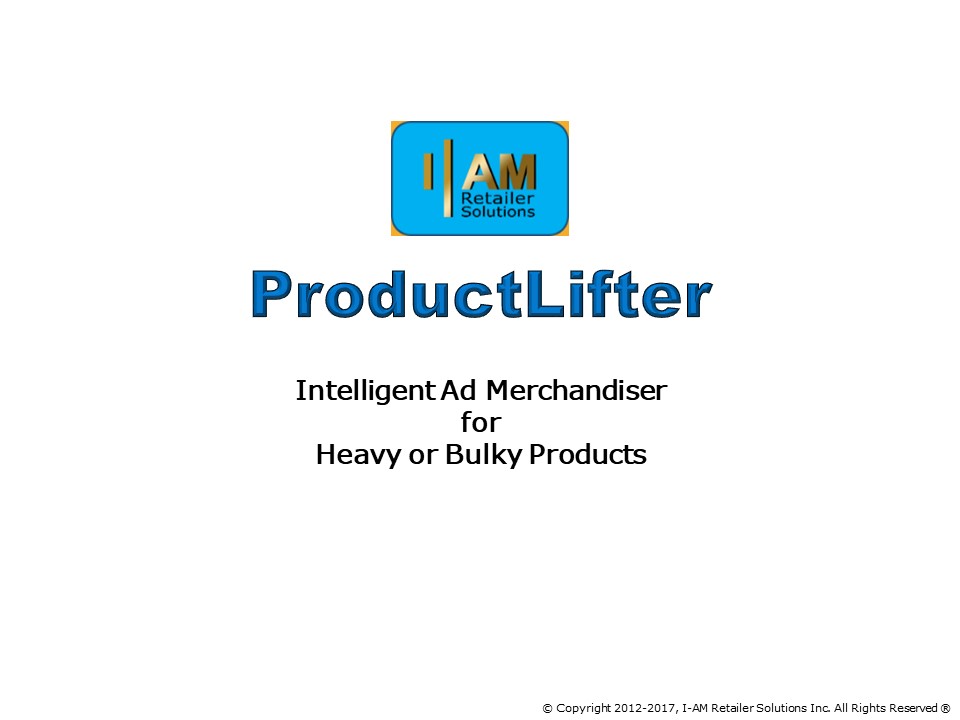 I AM
Retailer
Solutions
ProductLifter
Intelligent Ad Merchandiser
for
Heavy or Bulky Products
© Copyright 2012-2017, I-AM Retailer Solutions Inc. All Rights Reserved ®